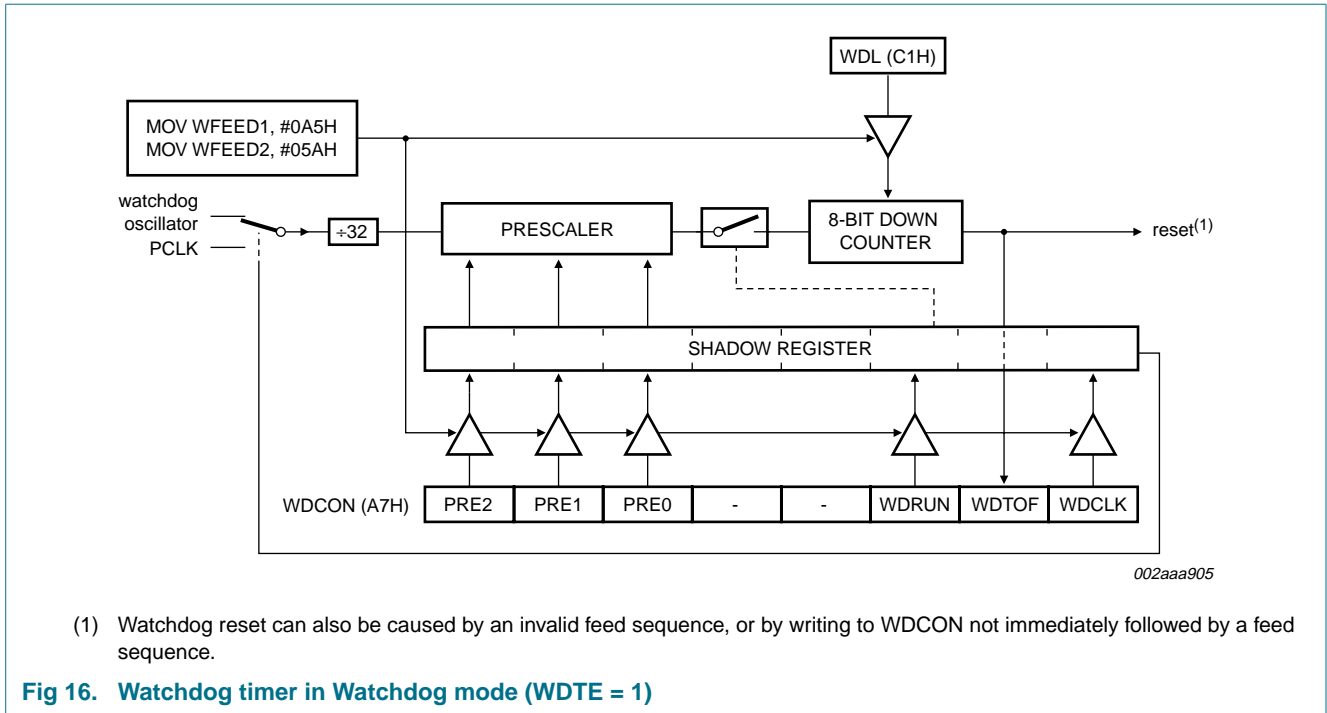 WDL (C1H)
MOV WFEED1, #0A5H
MOV WFEED2, #05AH
watchdog
oscillator
PCLK
÷32
PRESCALER
8-BIT DOWN
COUNTER
reset(1)
SHADOW REGISTER
WDCON (A7H) PRE2 PRE1 PRE0 - - WDRUN WDTOF WDCLK
002aaa905
(1) Watchdog reset can also be caused by an invalid feed sequence, or by writing to WDCON not immediately followed by a feed
sequence.
Fig 16. Watchdog timer in Watchdog mode (WDTE = 1)